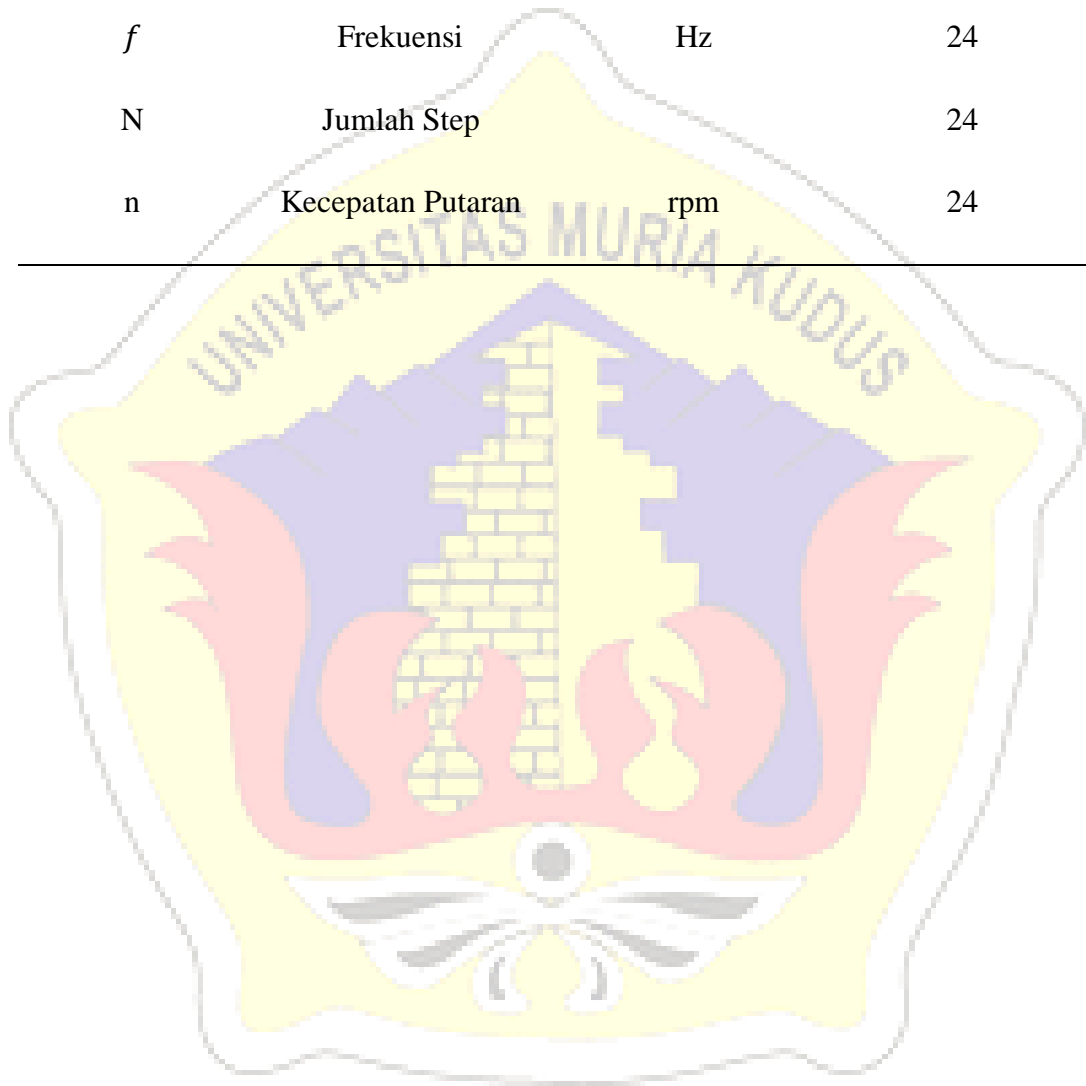 f Frekuensi Hz 24
N Jumlah Step 24
n Kecepatan Putaran rpm 24
UNIVERSITAS MURIA KUDUS